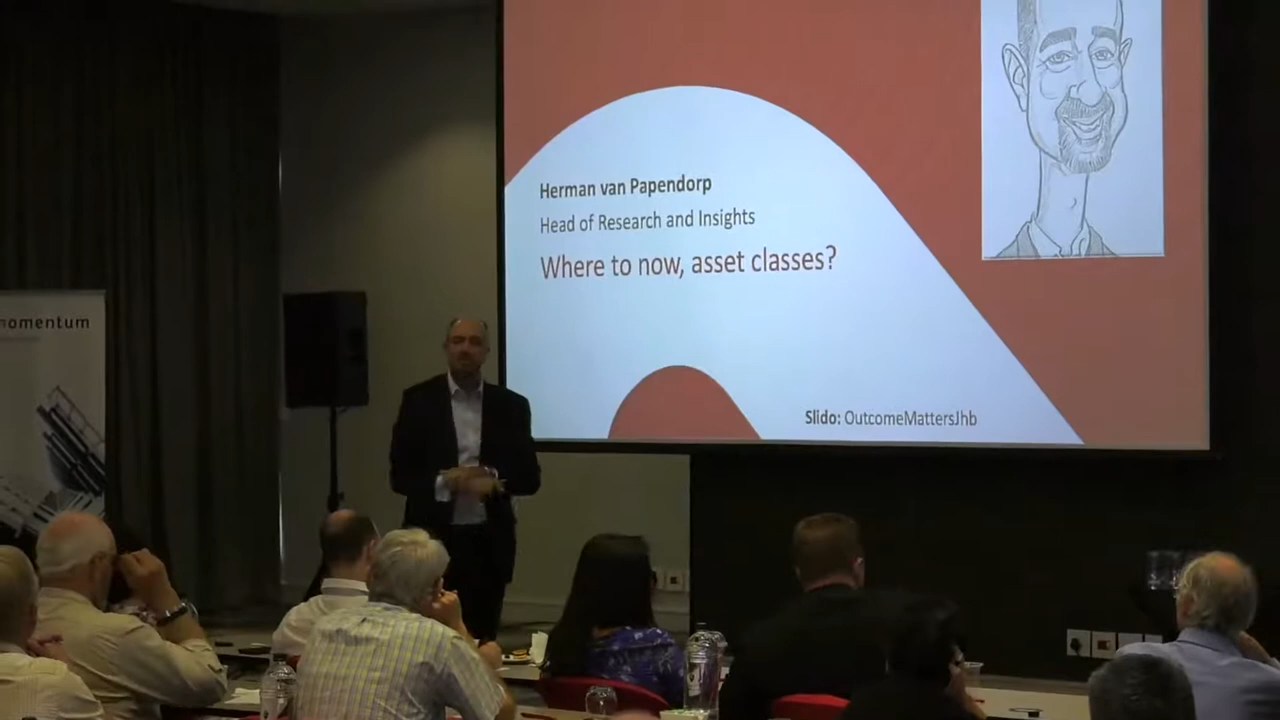 Herman van Papendorp
Head of Research and Insights
Where to now, asset classes?
Slido: OutcomeMattersJhb
momentum